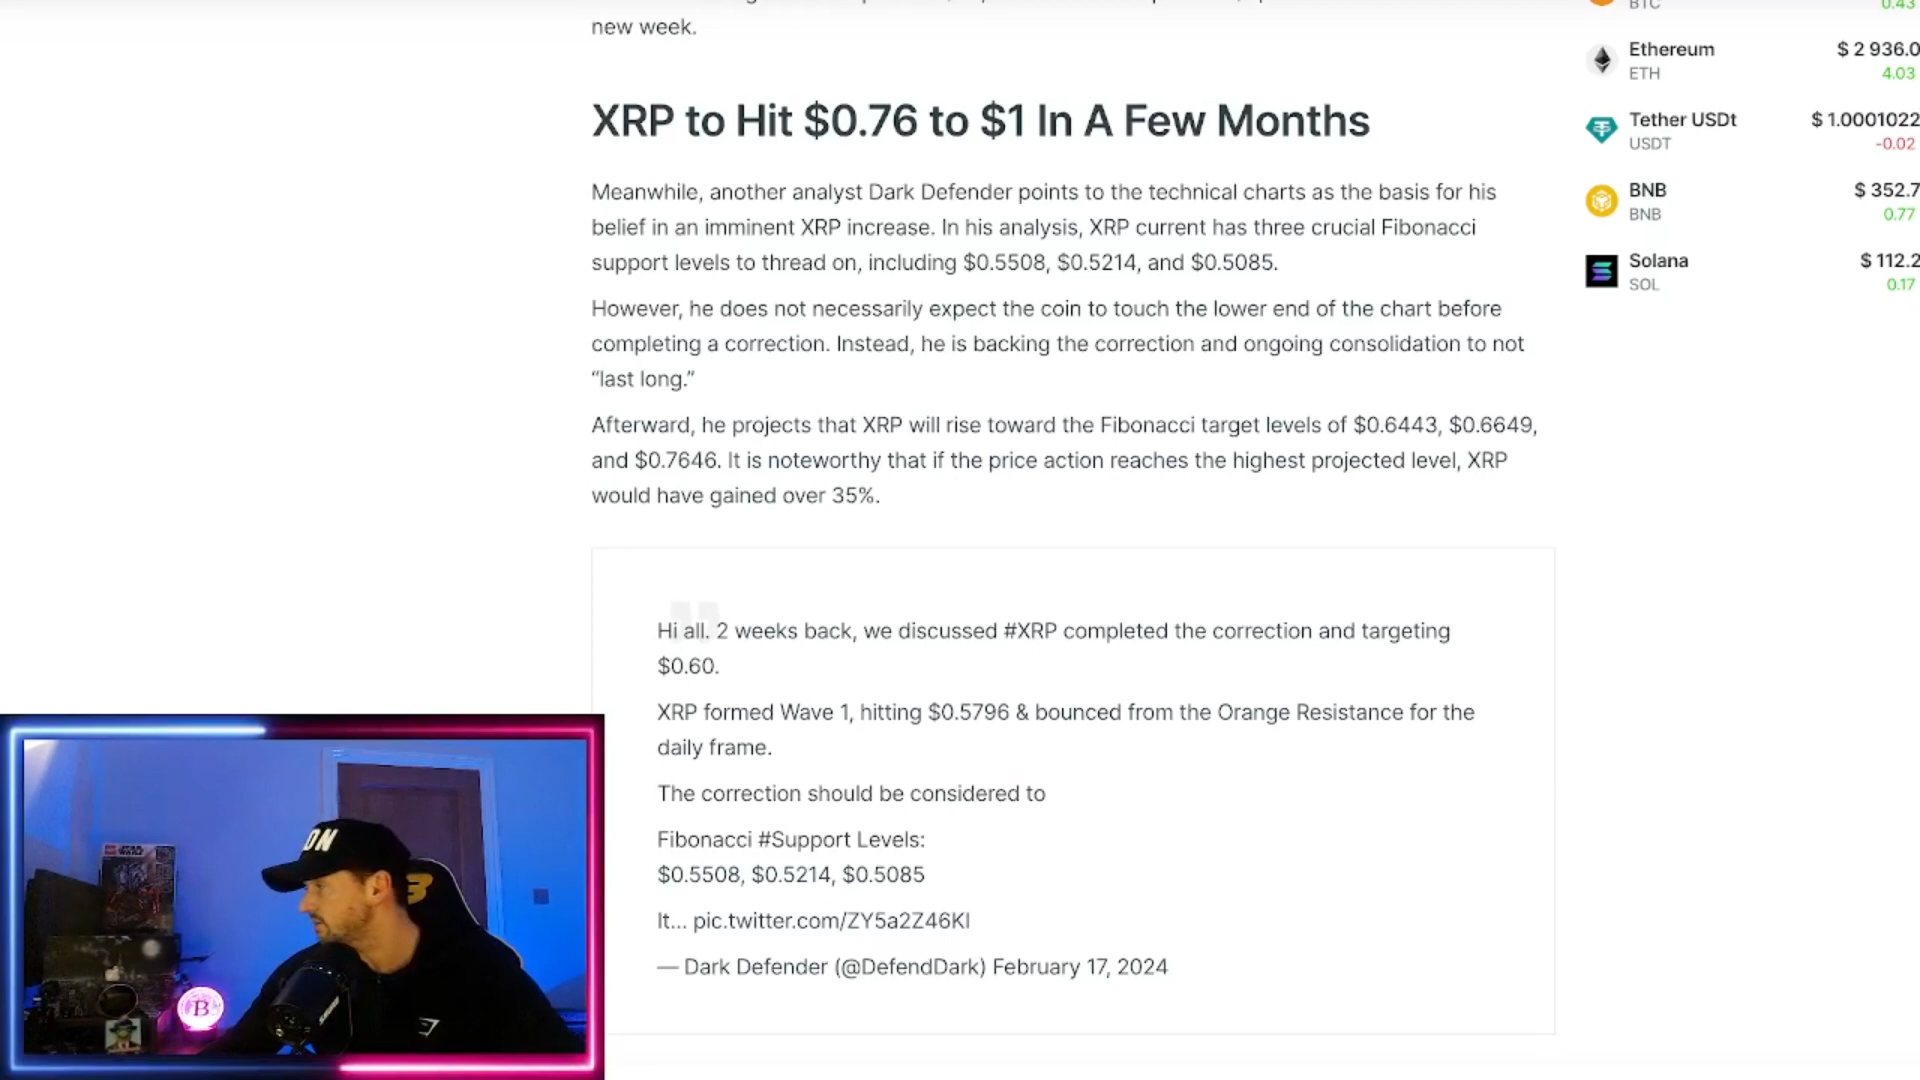 new week.
XRP to Hit $0.76 to $1 In A Few Months
Meanwhile, another analyst Dark Defender points to the technical charts as the basis for his
belief in an imminent XRP increase. In his analysis, XRP current has three crucial Fibonacci
support levels to thread on, including $0.5508, $0.5214, and $0.5085.
However, he does not necessarily expect the coin to touch the lower end of the chart before
completing a correction. Instead, he is backing the correction and ongoing consolidation to not
“last long.”
Afterward, he projects that XRP will rise toward the Fibonacci target levels of $0.6443, $0.6649,
and $0.7646. It is noteworthy that if the price action reaches the highest projected level, XRP
would have gained over 35%.
Hi all. 2 weeks back, we discussed #XRP completed the correction and targeting
$0.60.
XRP formed Wave 1, hitting $0.5796 & bounced from the Orange Resistance for the
daily frame.
The correction should be considered to
Fibonacci #Support Levels:
$0.5508, $0.5214, $0.5085
It... pic.twitter.com/ZY5a2Z46KI
— Dark Defender (@DefendDark) February 17, 2024
BTC 0.43
Ethereum $ 2 936.0
ETH 4.03
Tether USDt $ 1.0001022
USDT -0.02
BNB $ 352.7
BNB 0.77
Solana $ 112.2
SOL 0.17